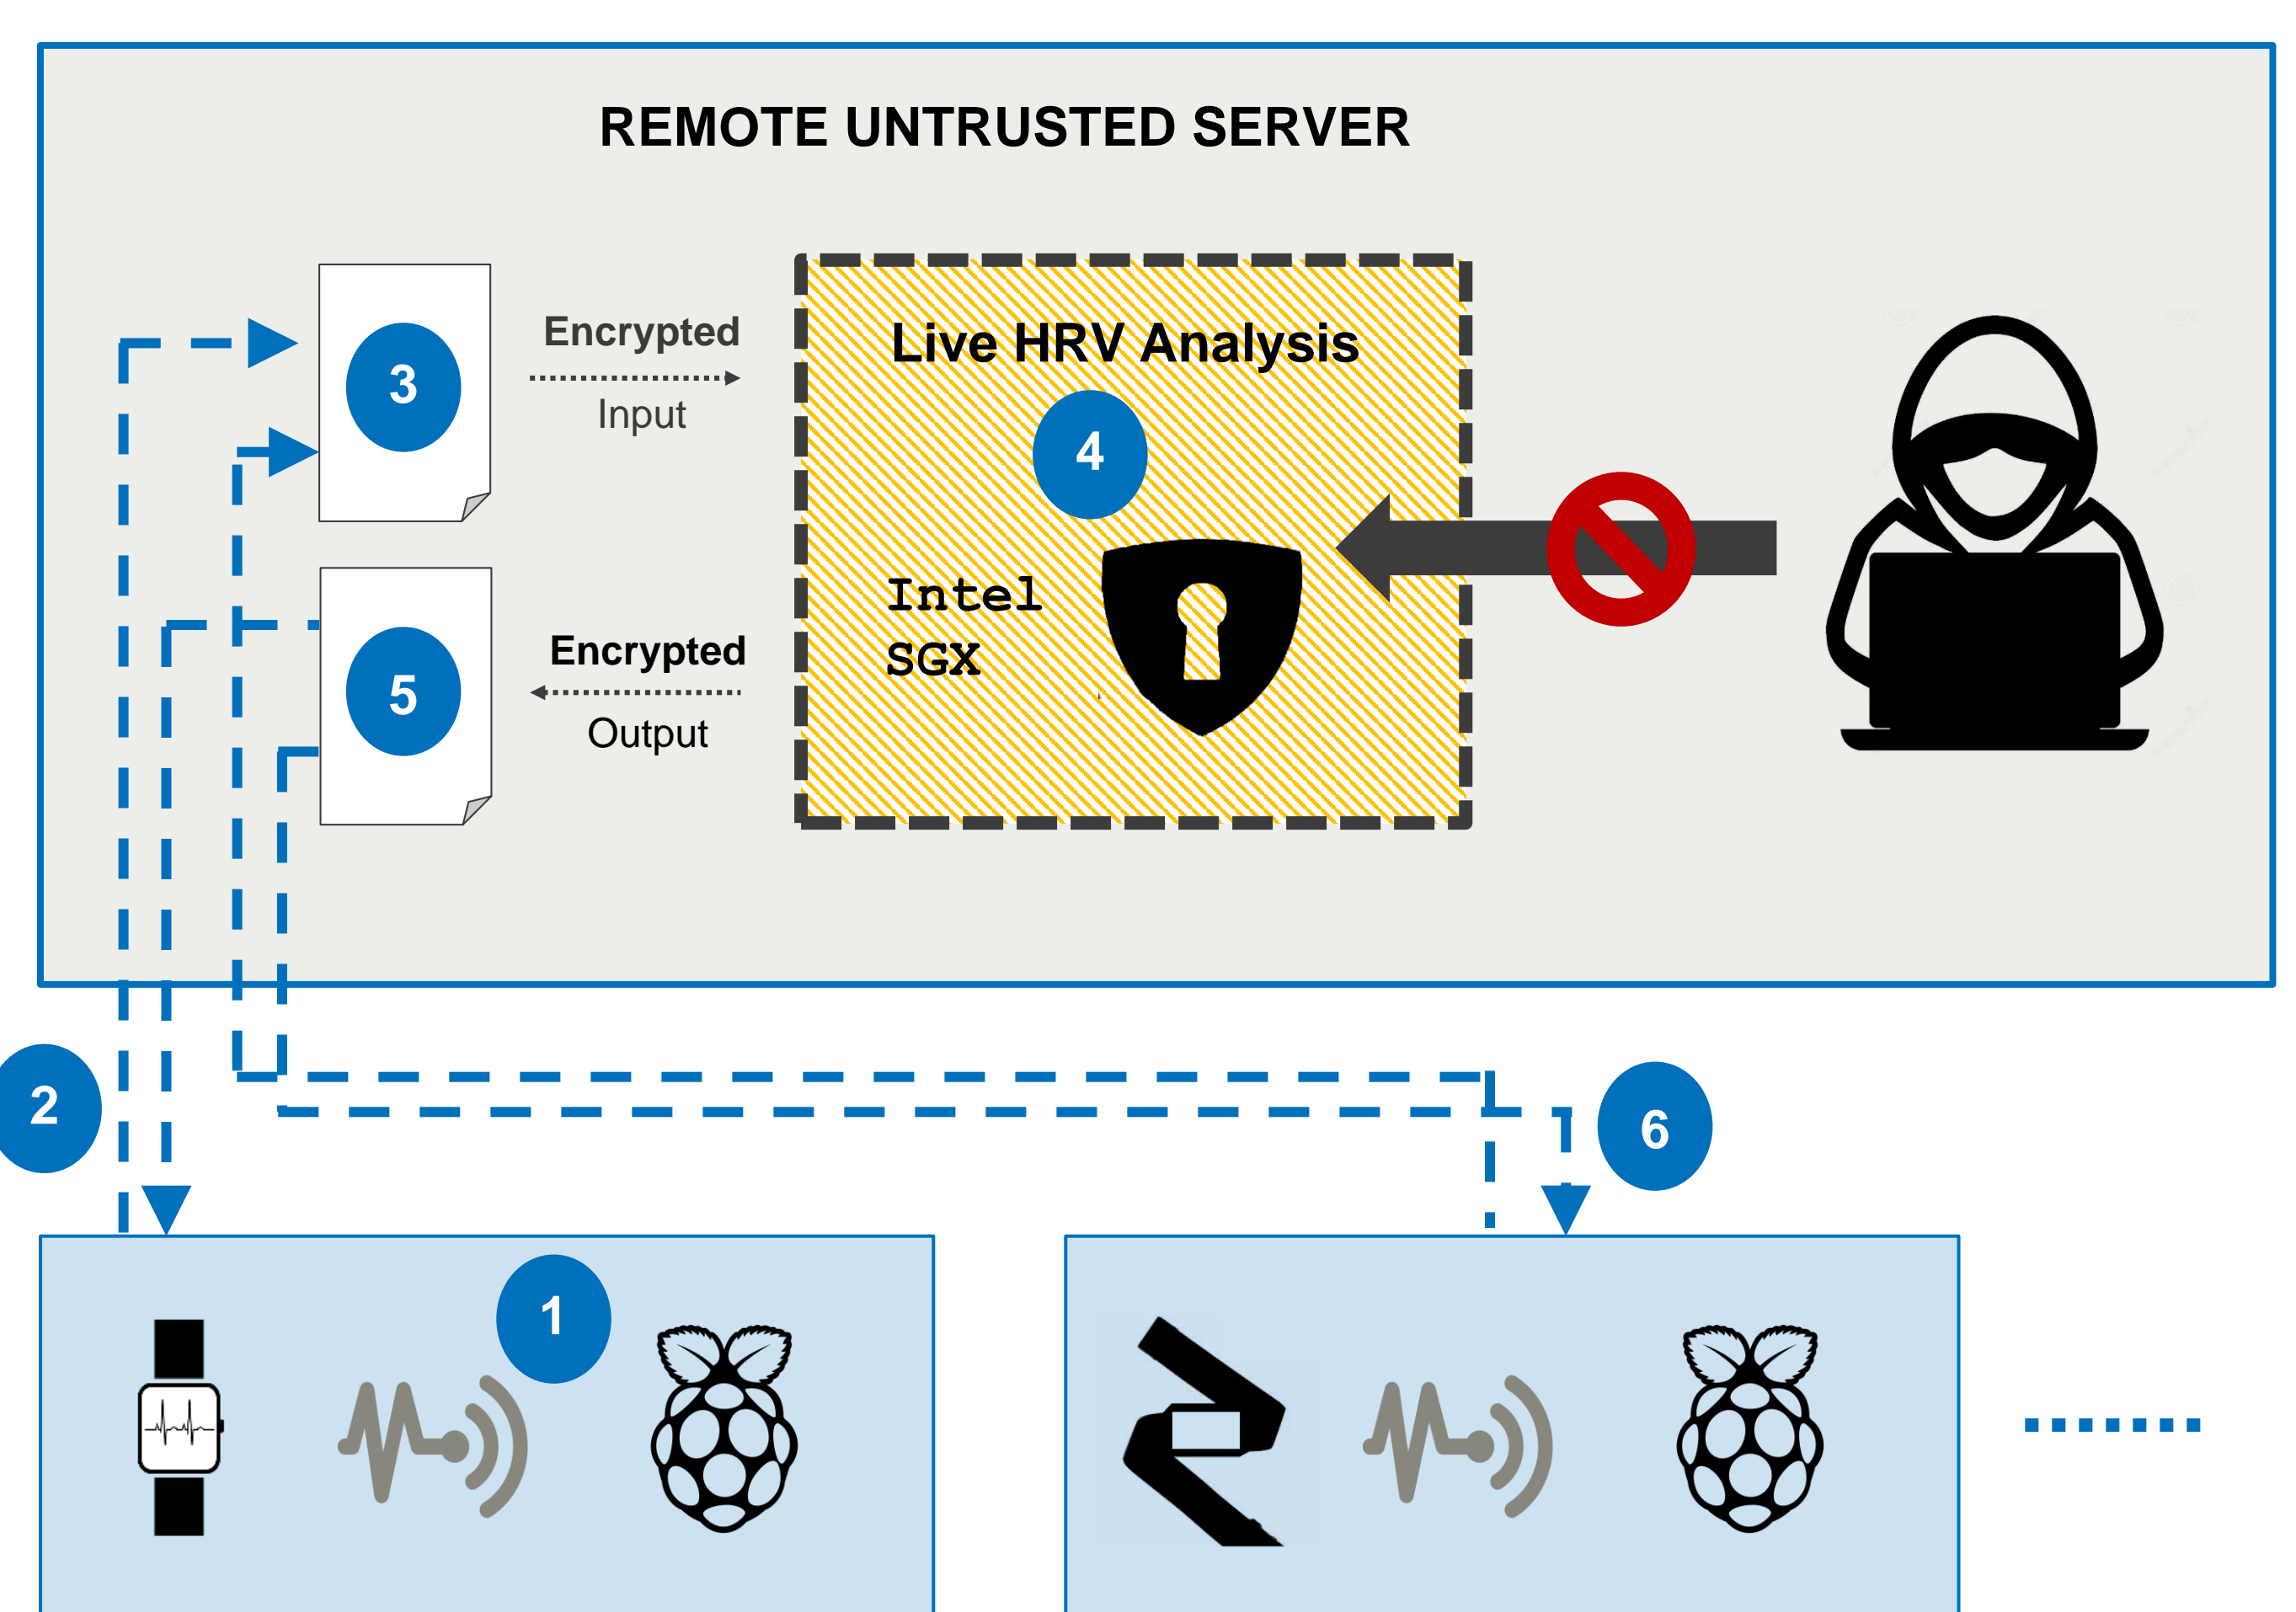 REMOTE UNTRUSTED SERVER
3
Encrypted
Input
Live HRV Analysis
4
Intel
SGX
5
Encrypted
Output
2
6
1